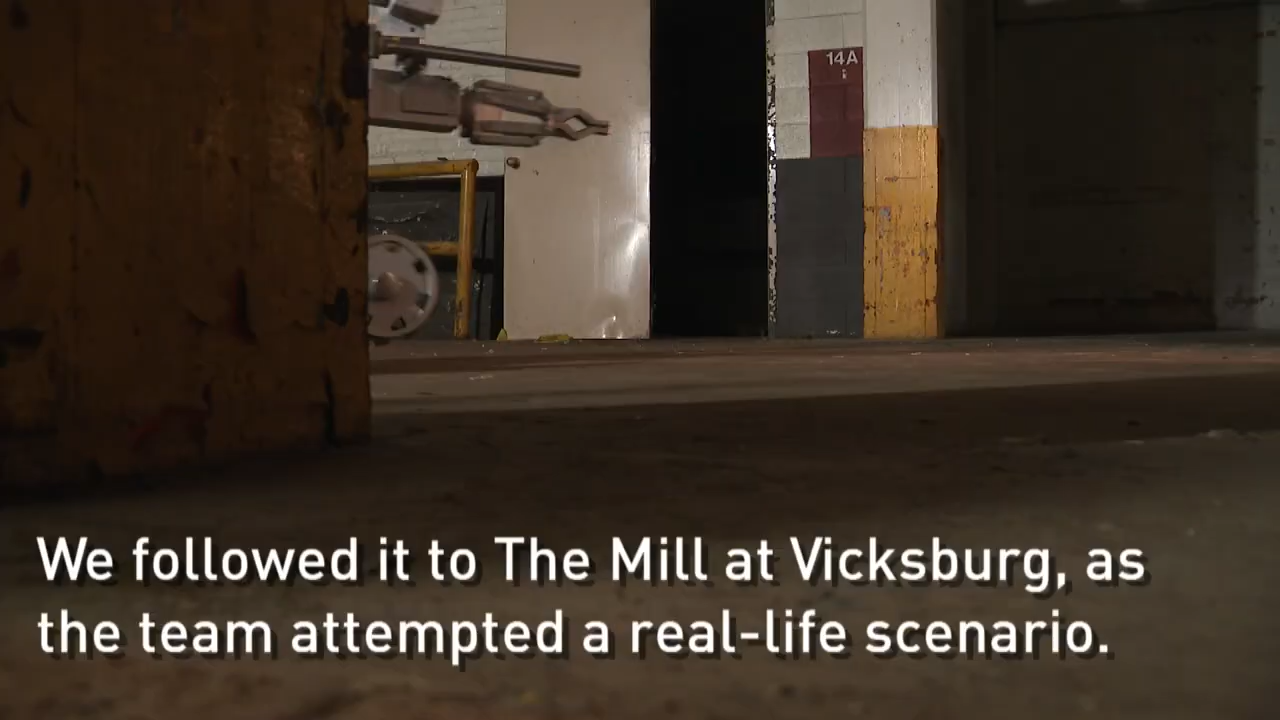 14A
We followed it to The Mill at Vicksburg, as
the team attempted a real-life scenario.